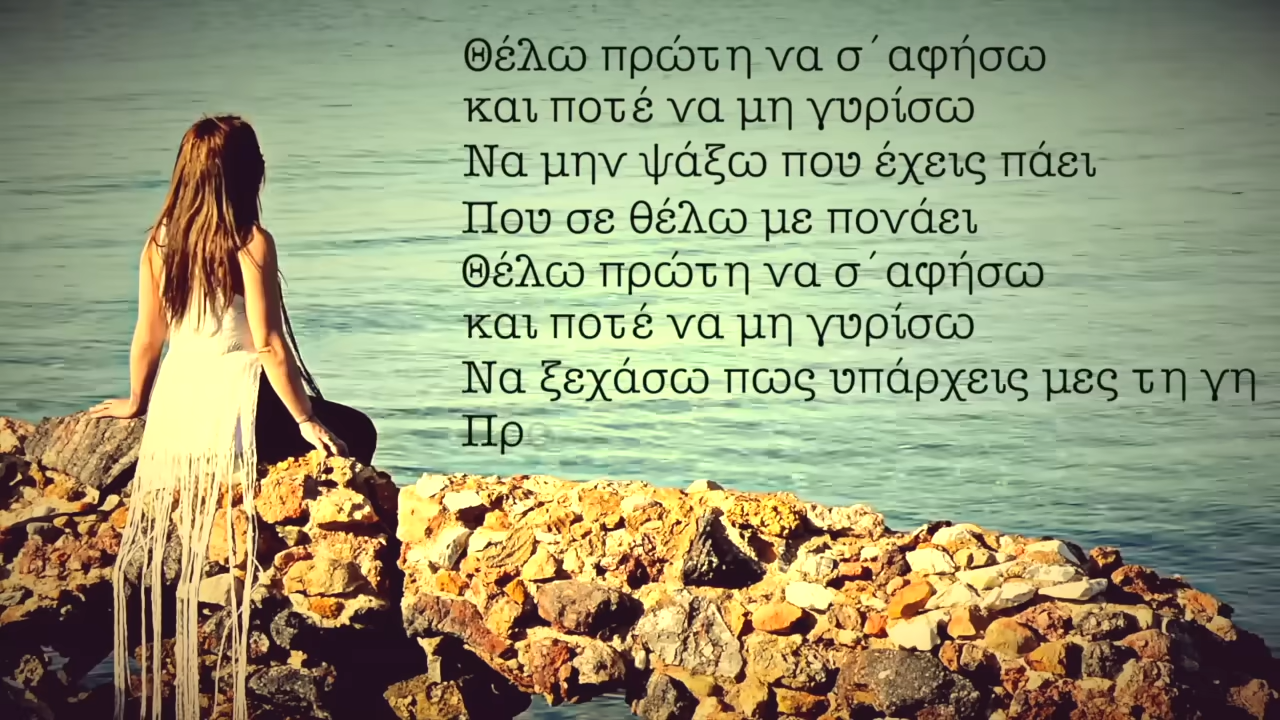 Θέλω πρώτη να σ΄αφήσω
και ποτέ να μη γυρίσω
Να μην ψάξω που έχεις πάει
Που σε θέλω με πονάει
Θέλω πρώτη να σ΄αφήσω
και ποτέ να μη γυρίσω
Να ξεχάσω πως υπάρχεις μες τη γη
Πρ